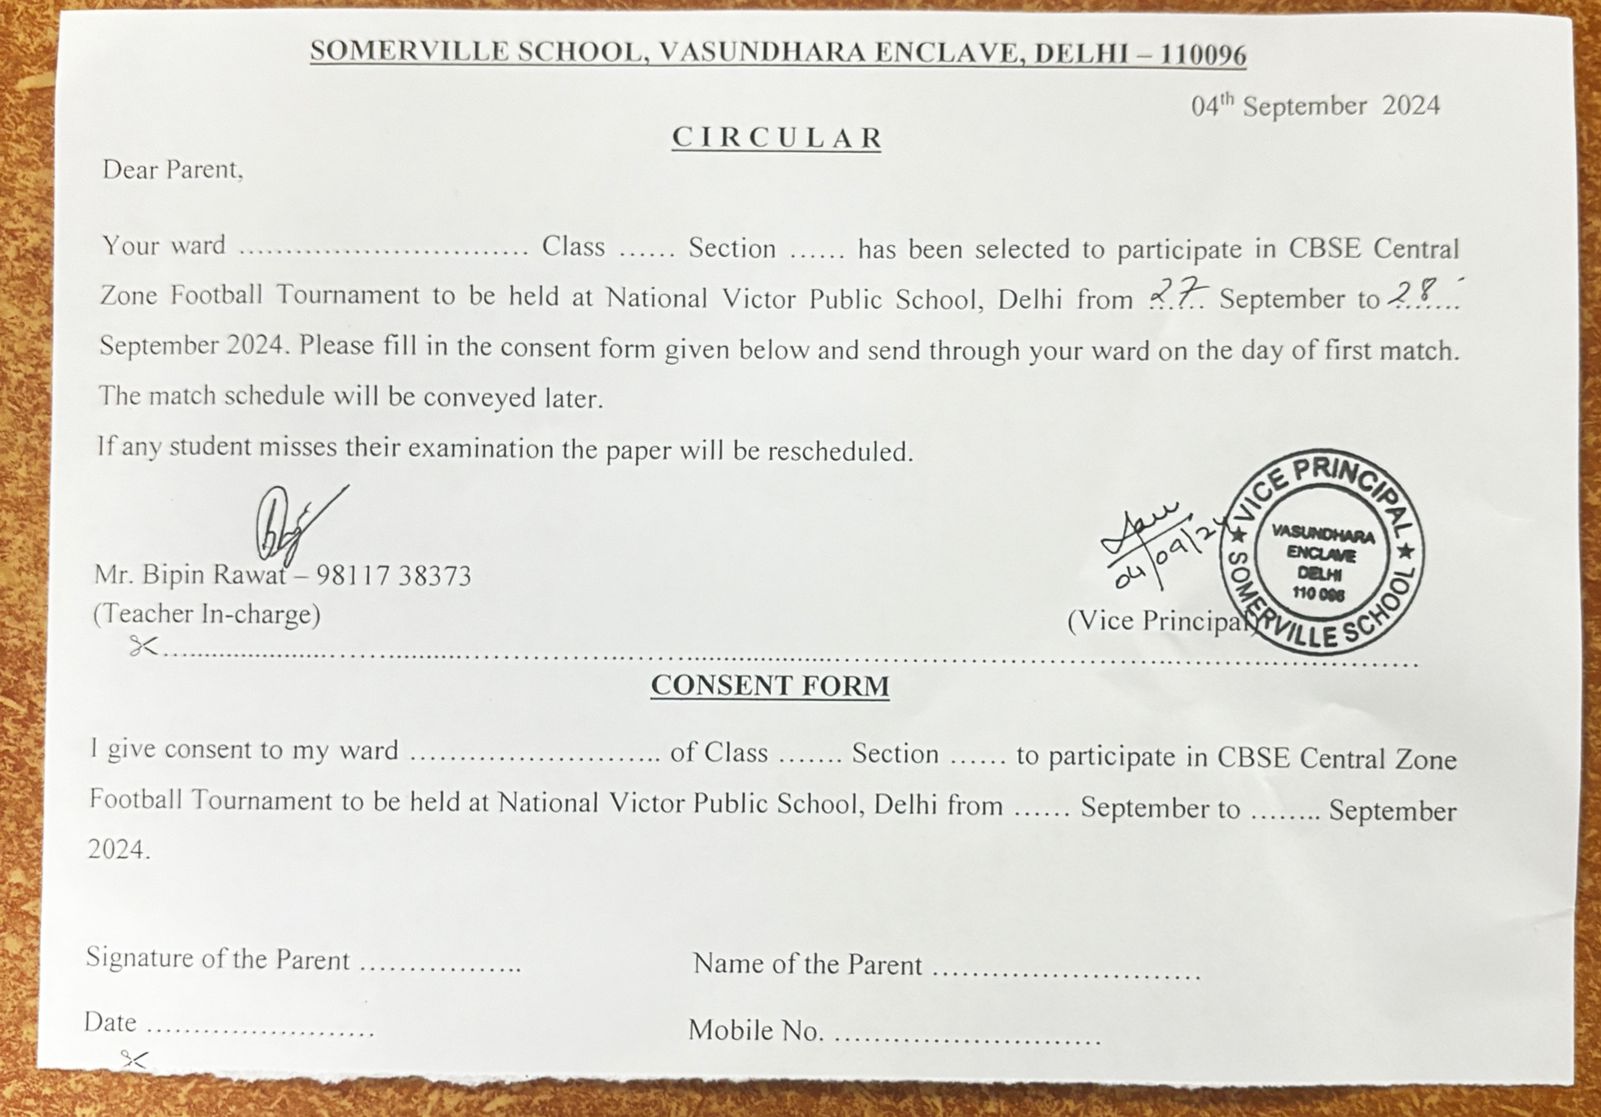 SOMERVILLE SCHOOL, VASUNDHARA ENCLAVE, DELHI – 110096
04th September 2024
CIRCULAR
Dear Parent,
Your ward ............................... Class ...... Section ...... has been selected to participate in CBSE Central
Zone Football Tournament to be held at National Victor Public School, Delhi from 27 September to 28
September 2024. Please fill in the consent form given below and send through your ward on the day of first match.
The match schedule will be conveyed later.
If any student misses their examination the paper will be rescheduled.
04/09/24
VICE PRINCIPAL
VASUNDHARA
ENCLAVE
DELHI
110 096
SOMERVILLE SCHOOL
Mr. Bipin Rawat – 98117 38373
(Teacher In-charge)
(Vice Principal)
CONSENT FORM
I give consent to my ward ........................... of Class ....... Section ...... to participate in CBSE Central Zone
Football Tournament to be held at National Victor Public School, Delhi from ...... September to ........ September
2024.
Signature of the Parent ..................
Name of the Parent .............................
Date .........................
Mobile No. .............................